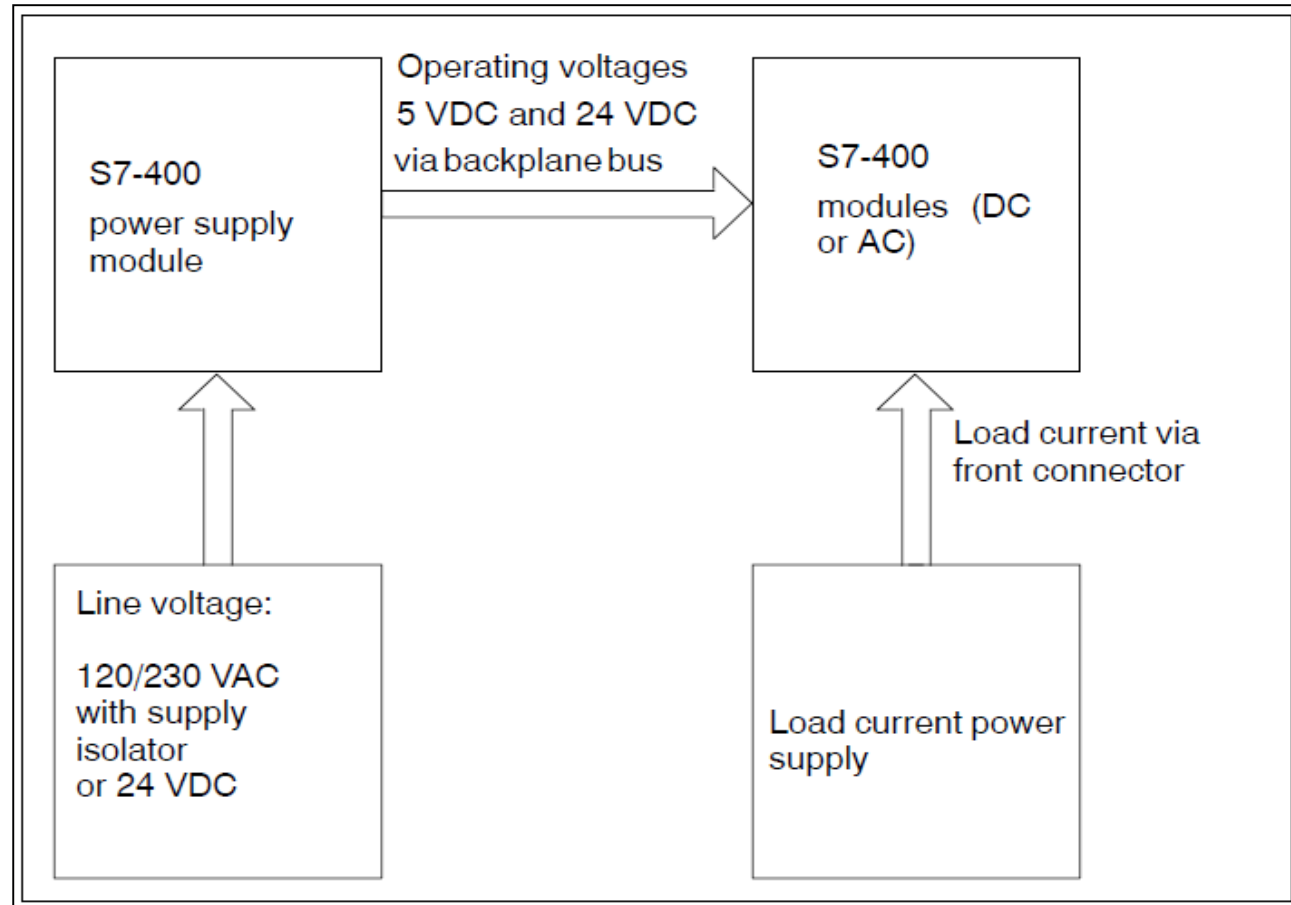 S7-400
power supply
module
Operating voltages
5 VDC and 24 VDC
via backplane bus
S7-400
modules (DC
or AC)
Load current via
front connector
Line voltage:
120/230 VAC
with supply
isolator
or 24 VDC
Load current power
supply